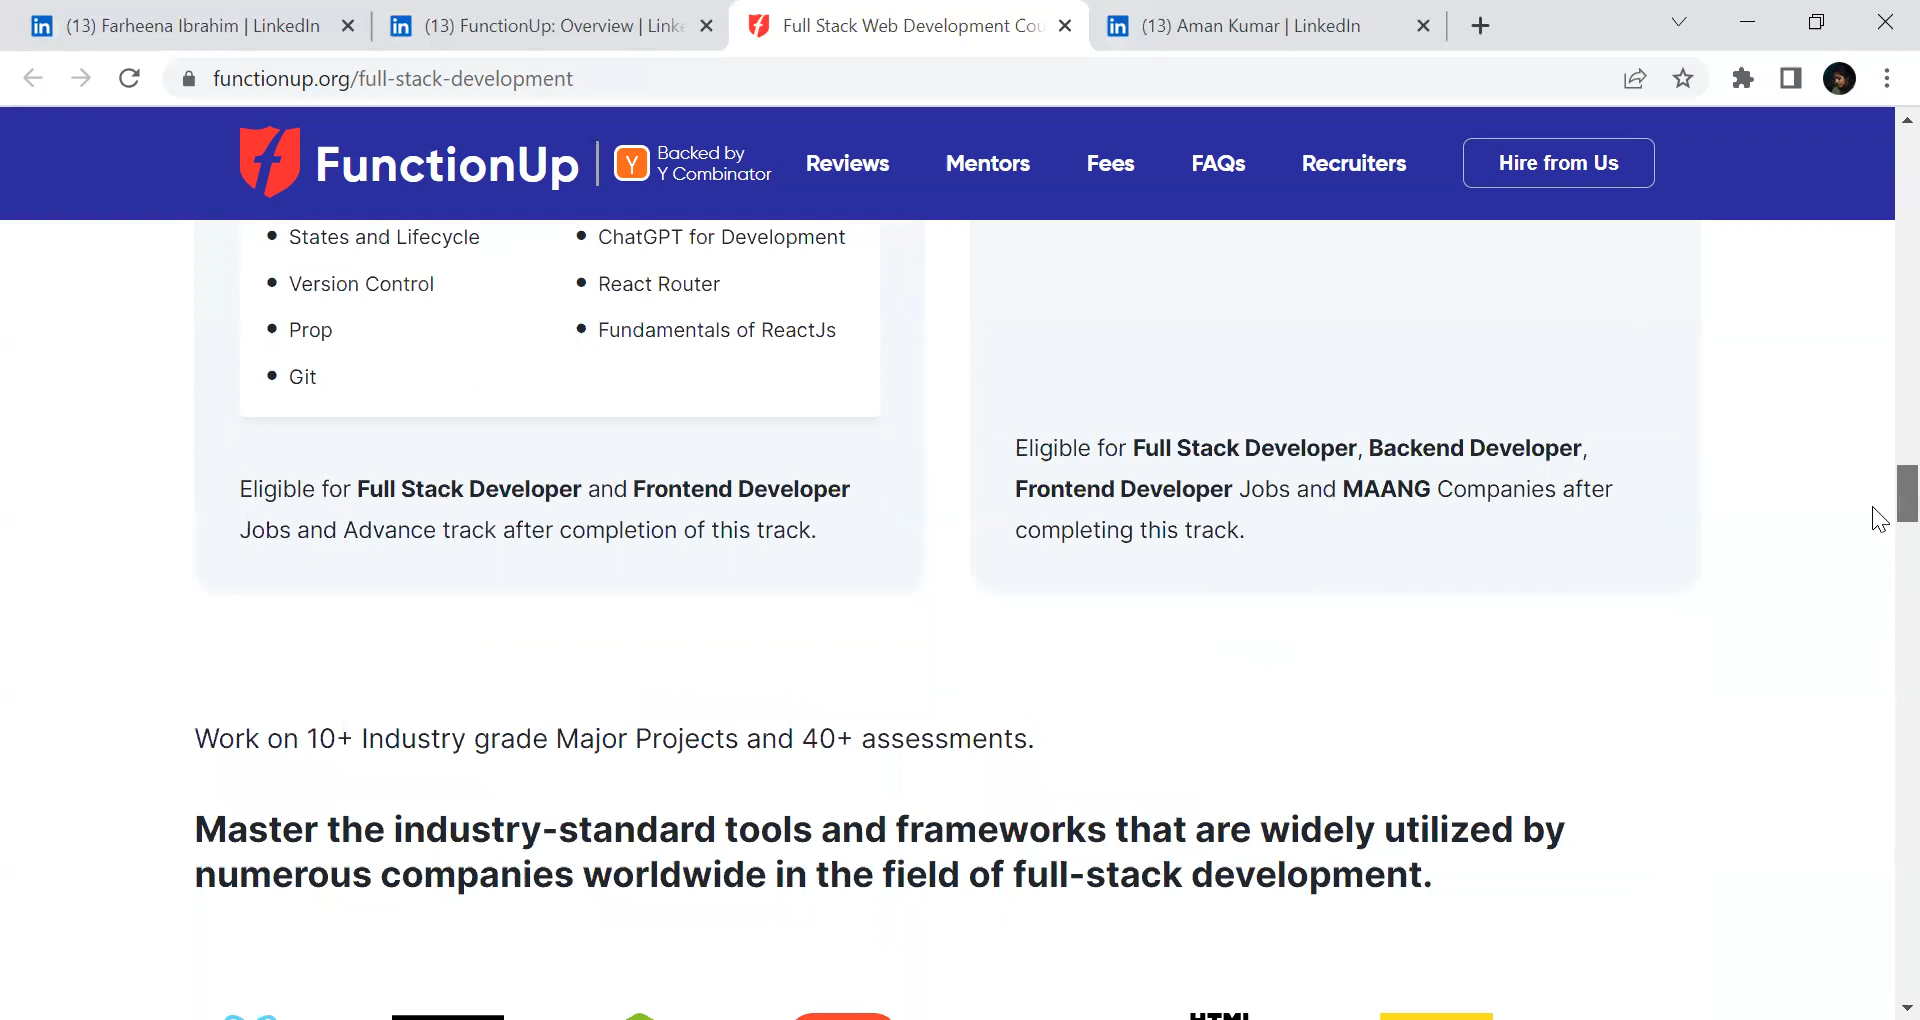 (13) Farheena Ibrahim | LinkedIn
(13) FunctionUp: Overview | Linke
Full Stack Web Development Cou
(13) Aman Kumar | LinkedIn
functionup.org/full-stack-development
FunctionUp
Y
Backed by
Y Combinator
Reviews
Mentors
Fees
FAQs
Recruiters
Hire from Us
• States and Lifecycle
• ChatGPT for Development
• Version Control
• React Router
• Prop
• Fundamentals of ReactJs
• Git
Eligible for Full Stack Developer and Frontend Developer
Jobs and Advance track after completion of this track.
Eligible for Full Stack Developer, Backend Developer,
Frontend Developer Jobs and MAANG Companies after
completing this track.
Work on 10+ Industry grade Major Projects and 40+ assessments.
Master the industry-standard tools and frameworks that are widely utilized by
numerous companies worldwide in the field of full-stack development.
HTML